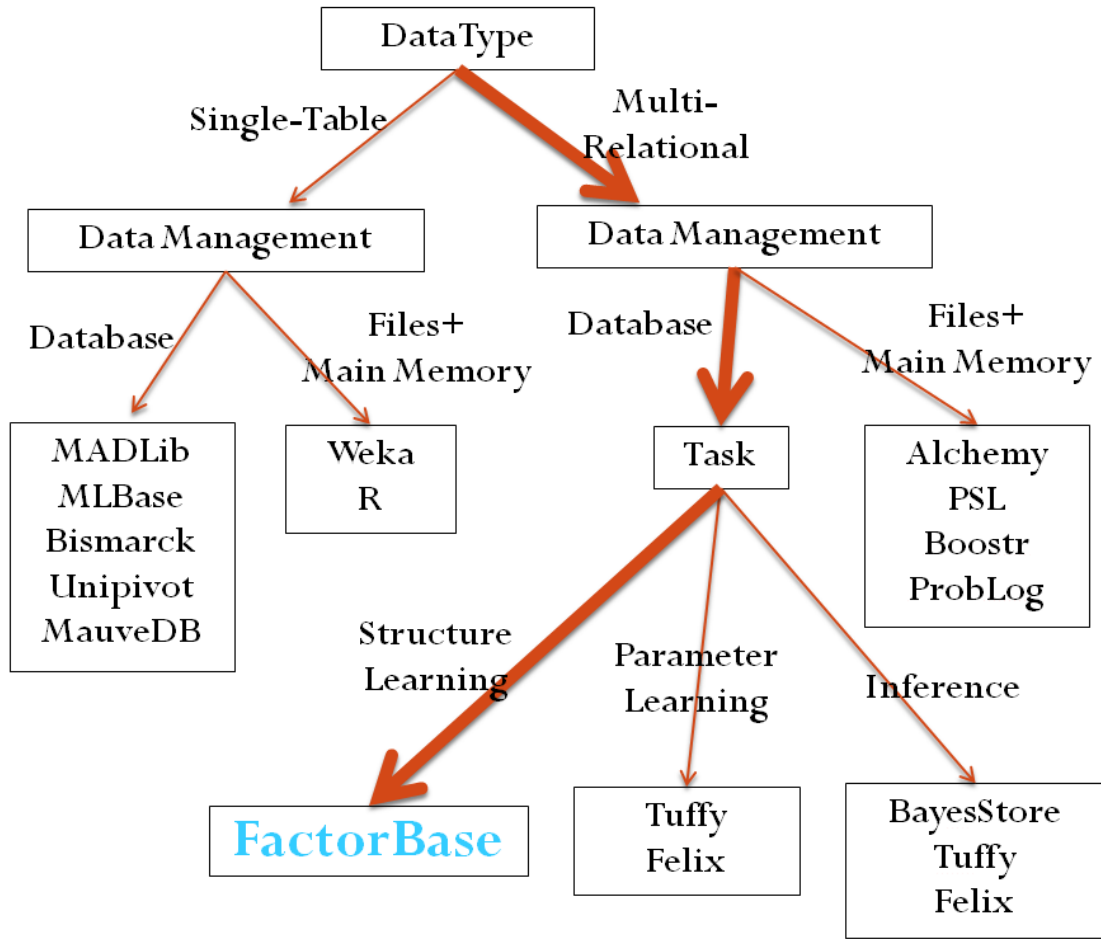 DataType
Single-Table
Multi-
Relational
Data Management
Data Management
Database
Files+
Main Memory
Database
Files+
Main Memory
MADLib
MLBase
Bismarck
Unipivot
MauveDB
Weka
R
Task
Alchemy
PSL
Boostr
ProbLog
Structure
Learning
Parameter
Learning
Inference
FactorBase
Tuffy
Felix
BayesStore
Tuffy
Felix